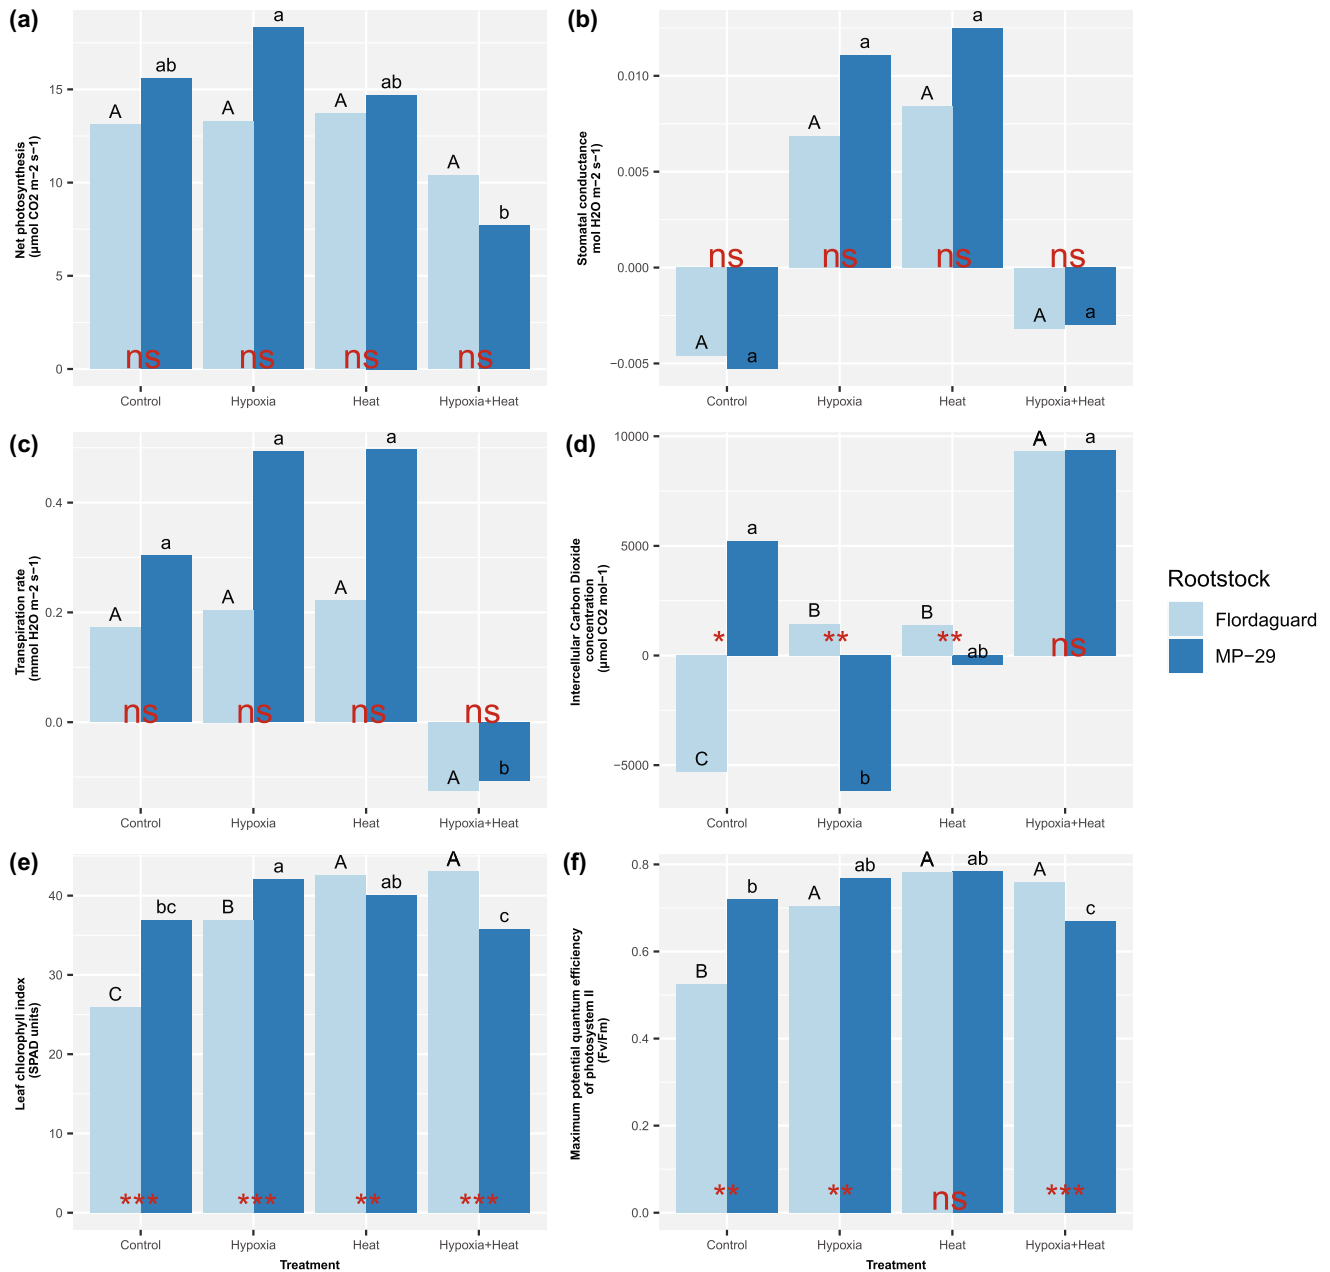 (a)
Net photosynthesis
(µmol CO2 m−2 s−1)
15
10
5
0
A
ab
A
a
A
ab
A
b
ns
ns
ns
ns
Control
Hypoxia
Heat
Hypoxia+Heat
(b)
Stomatal conductance
mol H2O m−2 s−1)
0.010
0.005
0.000
−0.005
A
a
A
a
A
a
A
a
ns
ns
ns
ns
Control
Hypoxia
Heat
Hypoxia+Heat
(c)
Transpiration rate
(mmol H2O m−2 s−1)
0.4
0.2
0.0
A
a
A
a
A
a
A
b
ns
ns
ns
ns
Control
Hypoxia
Heat
Hypoxia+Heat
(d)
Intercellular Carbon Dioxide
concentration
(µmol CO2 mol−1)
10000
5000
0
−5000
C
a
B
b
B
ab
A
a
*
**
**
ns
Control
Hypoxia
Heat
Hypoxia+Heat
Rootstock
Flordaguard
MP−29
(e)
Leaf chlorophyll index
(SPAD units)
40
30
20
10
0
C
bc
B
a
A
ab
A
c
***
***
**
***
Control
Hypoxia
Heat
Hypoxia+Heat
Treatment
(f)
Maximum potential quantum efficiency
of photosystem II
(Fv/Fm)
0.8
0.6
0.4
0.2
0.0
B
b
A
ab
A
ab
A
c
**
**
ns
***
Control
Hypoxia
Heat
Hypoxia+Heat
Treatment